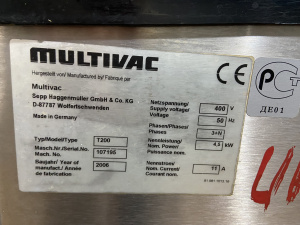 MULTIVAC
Hergestellt von/ Manufactured by/ Fabrique par
CE
Multivac
Sepp Haggenmüller GmbH & Co. KG
D-87787 Wolfertschwenden
Made in Germany
Typ/Model/Type T200
Masch.Nr./Serial.No. 107195
Mach. No.
Baujahr/ Year of 2006
manufact./ Année
de fabrication
Netzspannung/ 400 V
Supply voltage/
Périodes 50 Hz
Phasen/Phases/ 3+N
Phases
Nennleistung/ 4,5 kW
Nom. Power/
Puissance nom.
Nennstrom/ 11 A
Nom. Current/
Courant nom.
РСТ
ДЕ01